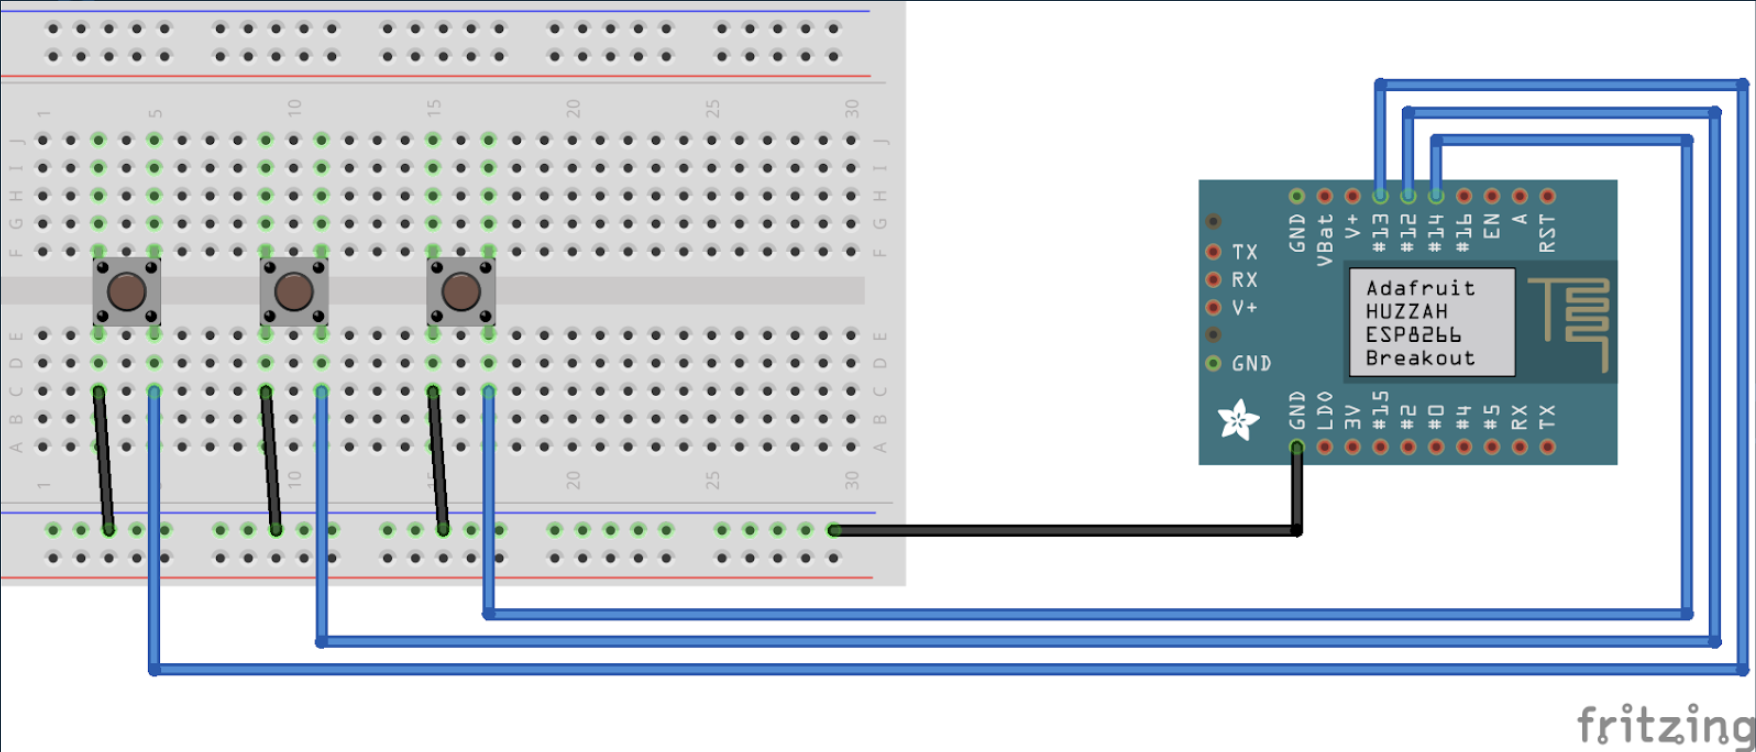 1 5 10 15 20 25 30
J J
I I
H H
G G
F F
E E
D D
C C
B B
A A
1 10 20 25 30
GND VBat V+ #13 #12 #14 #16 EN A RST
TX
RX
V+
GND
Adafruit
HUZZAH
ESP8266
Breakout
GND LDO 3V #15 #2 #0 #4 #5 RX TX
fritzing